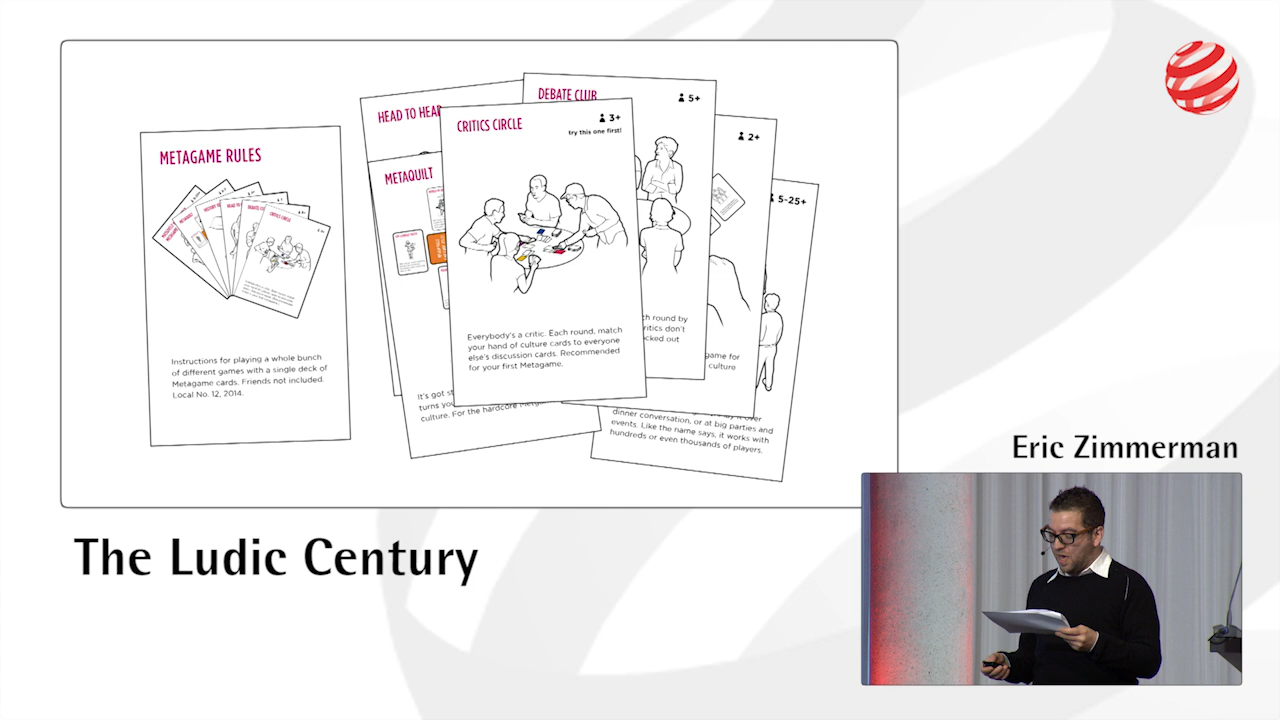 METAGAME RULES
Instructions for playing a whole bunch
of different games with a single deck of
Metagame cards. Friends not included.
Local No. 12, 2014.
HEAD TO HEAD
METAQUILT
It's got st
turns you
culture. For the hardcore
CRITICS CIRCLE
3+
try this one first!
Everybody's a critic. Each round, match
your hand of culture cards to everyone
else's discussion cards. Recommended
for your first Metagame.
DEBATE CLUB
5+
ch round by
ritics don't
ocked out
2+
game for
culture
5-25+
dinner conversation, or at big parties and
events. Like the name says, it works with
hundreds or even thousands of players.
Eric Zimmerman
The Ludic Century